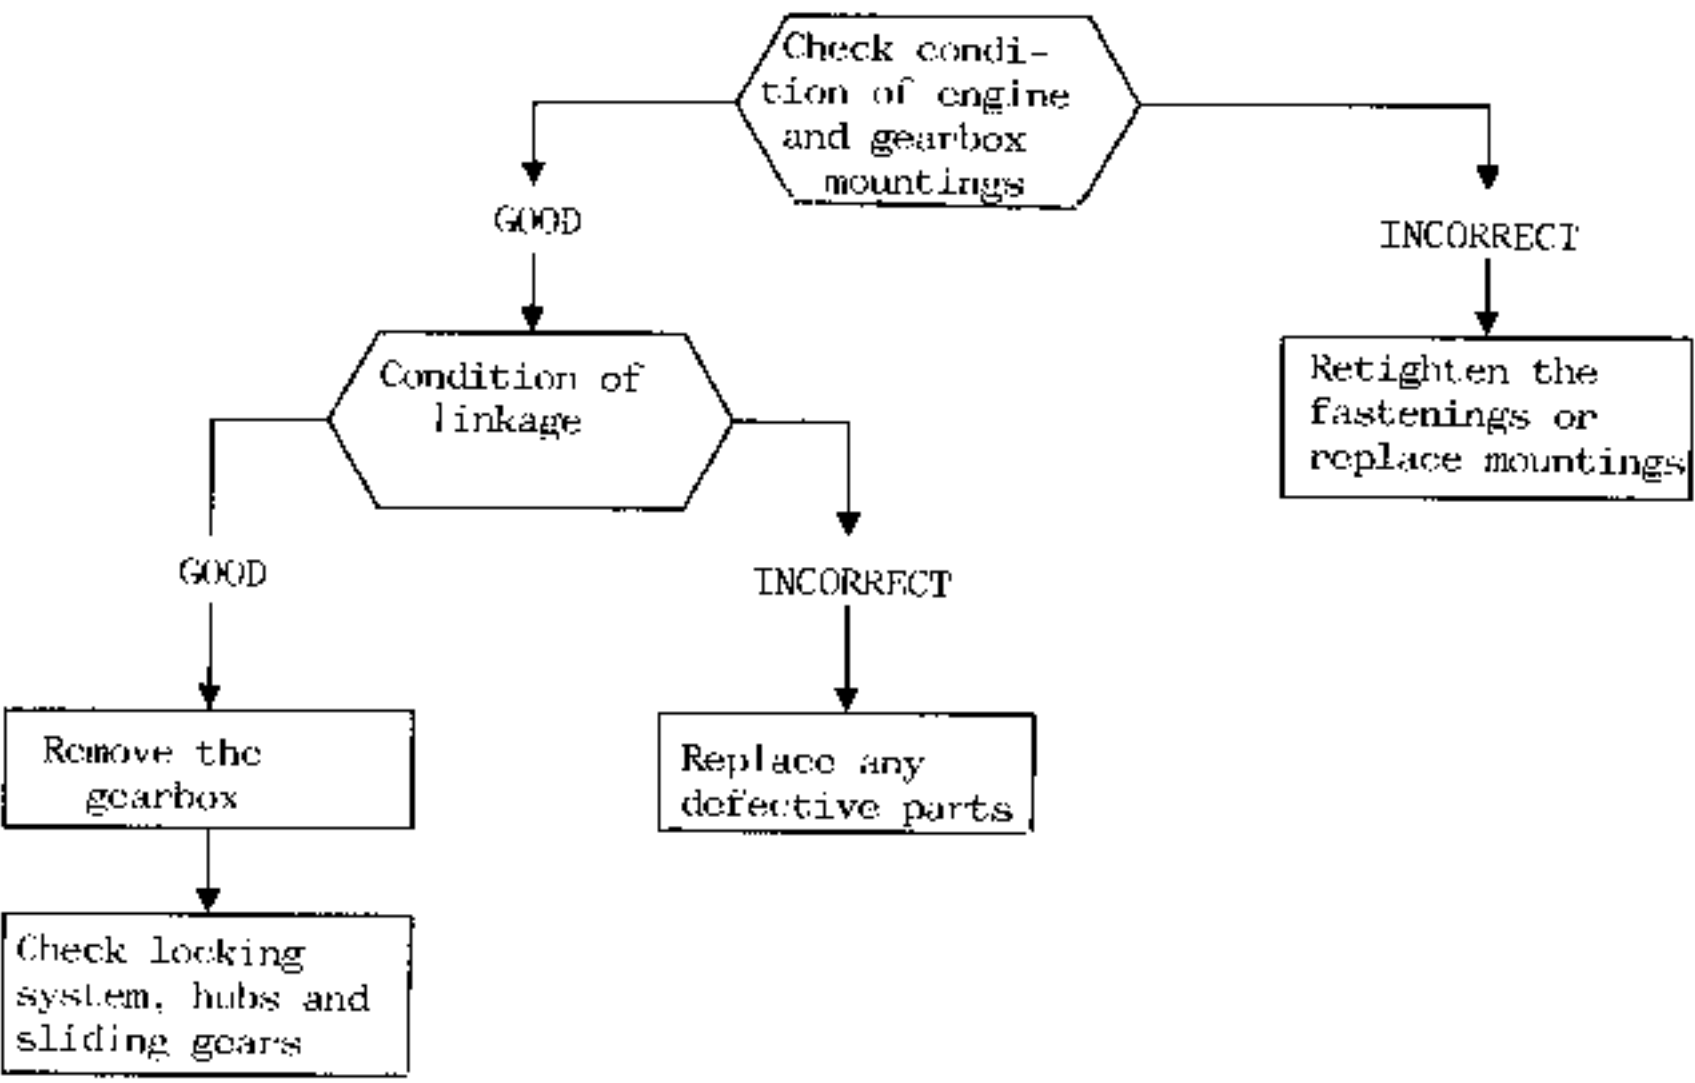 Check condi-
tion of engine
and gearbox
mountings
GOOD
INCORRECT
Condition of
linkage
Retighten the
fastenings or
replace mountings
GOOD
INCORRECT
Remove the
gearbox
Replace any
defective parts
Check locking
system, hubs and
sliding gears